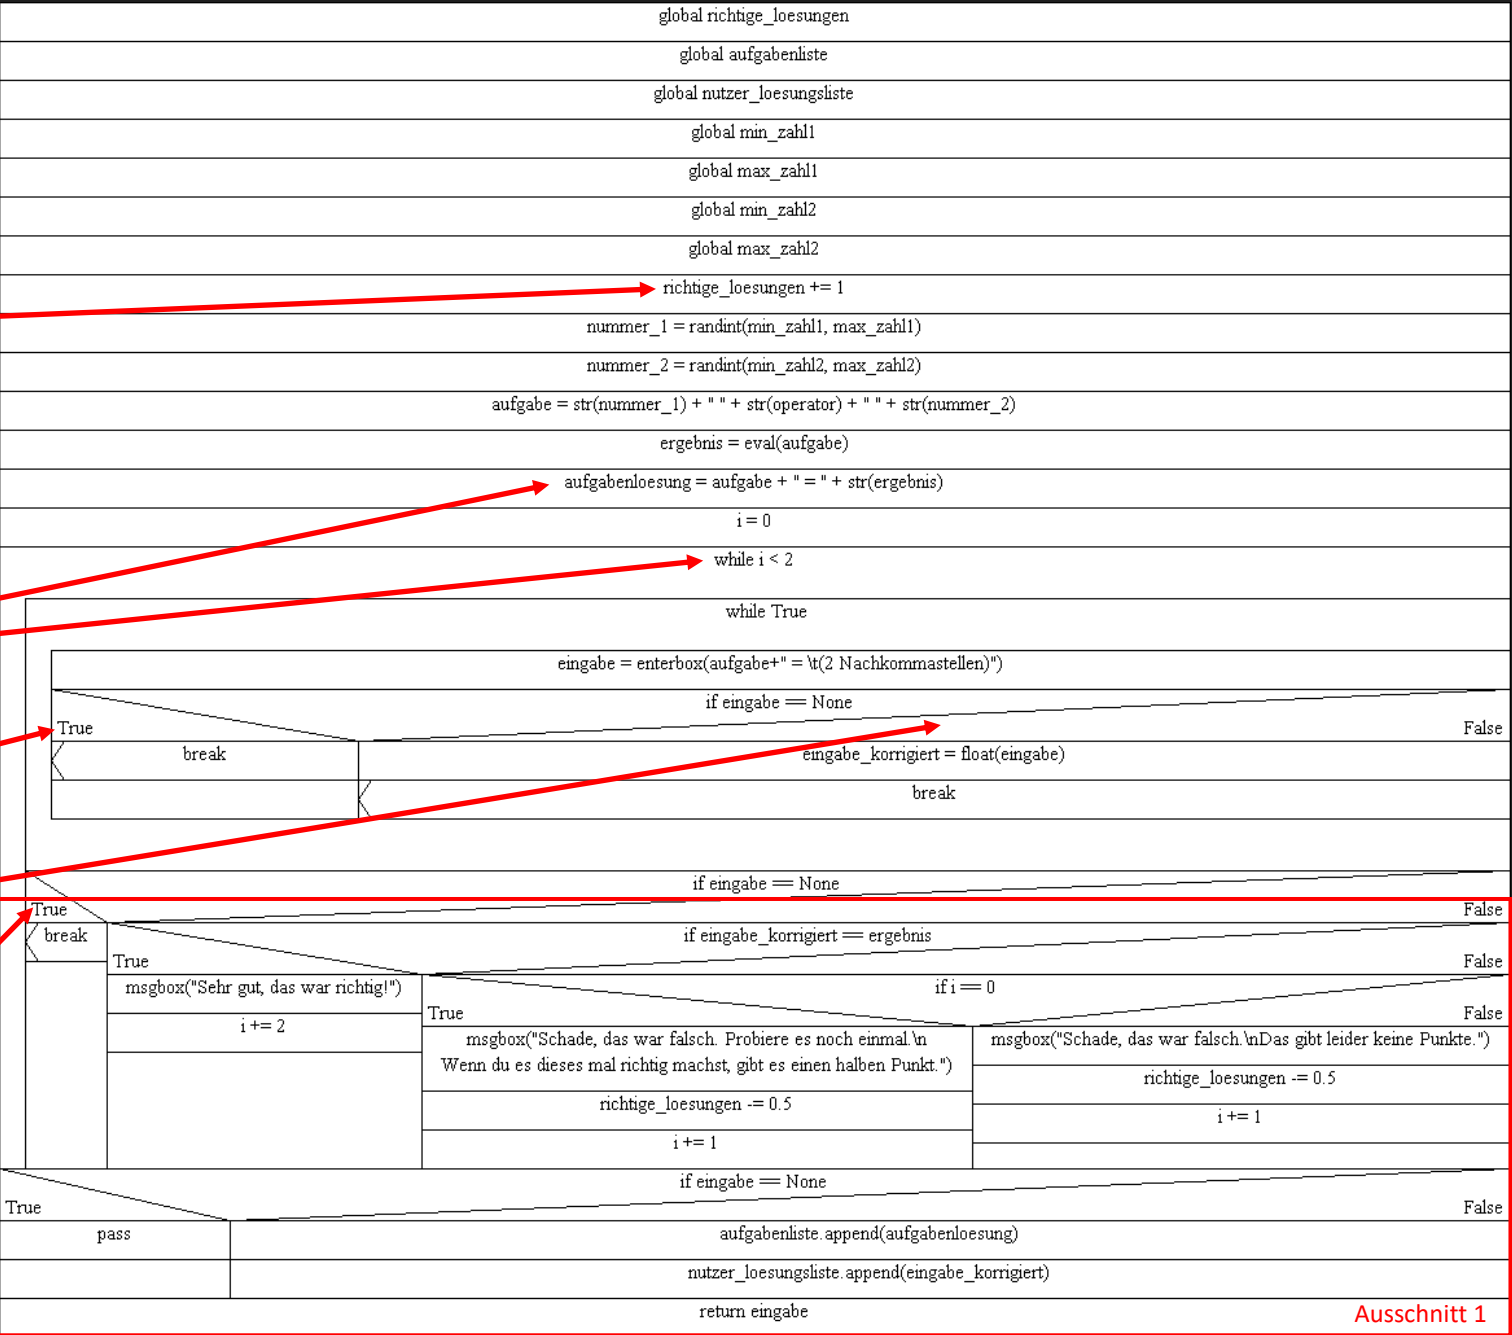 global richtige_loesungen
global aufgabenliste
global nutzer_loesungsliste
global min_zahl1
global max_zahl1
global min_zahl2
global max_zahl2
richtige_loesungen += 1
nummer_1 = randint(min_zahl1, max_zahl1)
nummer_2 = randint(min_zahl2, max_zahl2)
aufgabe = str(nummer_1) + " " + str(operator) + " " + str(nummer_2)
ergebnis = eval(aufgabe)
aufgabenloesung = aufgabe + " = " + str(ergebnis)
i = 0
while i < 2
while True
eingabe = enterbox(aufgabe+" = \t(2 Nachkommastellen)")
if eingabe == None
True False
break eingabe_korrigiert = float(eingabe)
break
if eingabe == None
True False
break if eingabe_korrigiert == ergebnis
True False
msgbox("Sehr gut, das war richtig!") if i == 0
i += 2 True False
msgbox("Schade, das war falsch. Probiere es noch einmal.\n
Wenn du es dieses mal richtig machst, gibt es einen halben Punkt.")
richtige_loesungen -= 0.5
i += 1
msgbox("Schade, das war falsch.\nDas gibt leider keine Punkte.")
richtige_loesungen -= 0.5
i += 1
if eingabe == None
True False
pass aufgabenliste.append(aufgabenloesung)
nutzer_loesungsliste.append(eingabe_korrigiert)
return eingabe
Ausschnitt 1